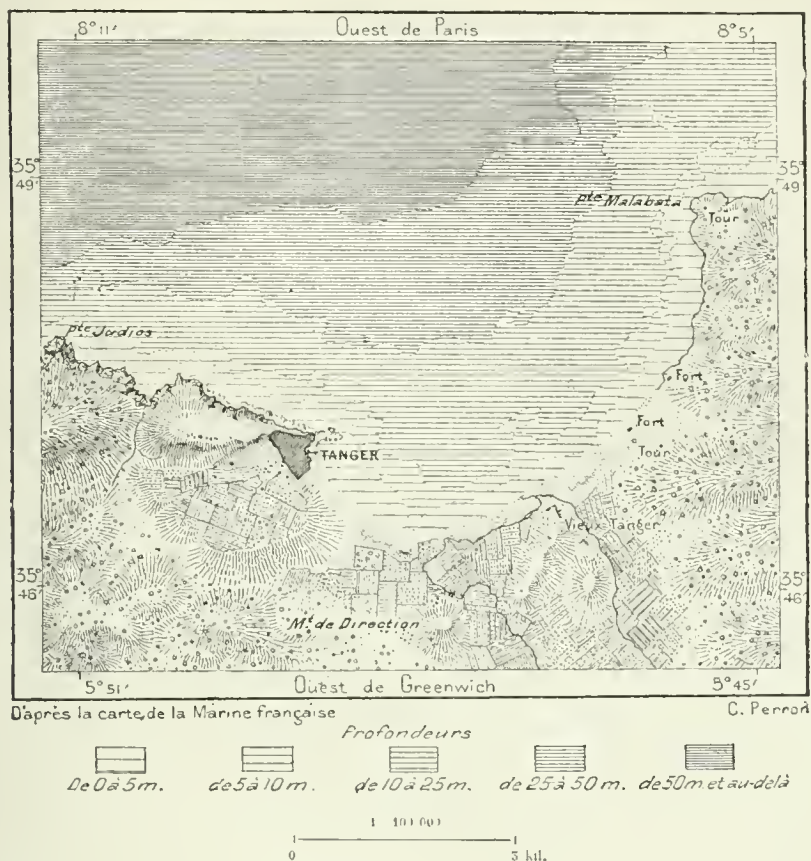 8° 11' Ouest de Paris 8° 5'
35° 49' 35° 49'
pte Malabata
Tour
pte Judios
Fort
Fort
TANGER
Tour
Vieux Tanger
35° 46' 35° 46'
Mt de Direction
5° 51' Ouest de Greenwich 5° 45'
D'après la carte de la Marine française C. Perron
Profondeurs
De 0 à 5 m. de 5 à 10 m. de 10 à 25 m. de 25 à 50 m. de 50 m. et au-delà
0 3 kil.